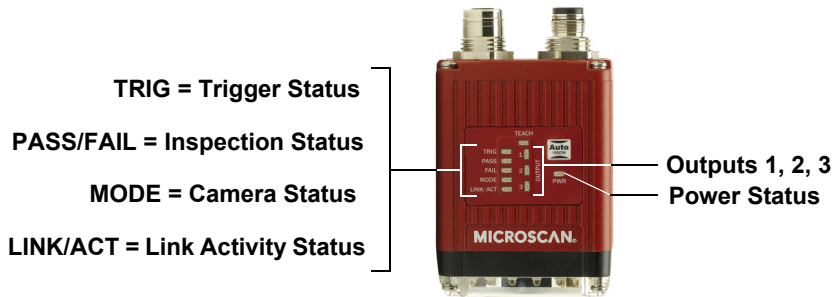 TRIG = Trigger Status
PASS/FAIL = Inspection Status
MODE = Camera Status
LINK/ACT = Link Activity Status
TEACH
TRIG
PASS
FAIL
MODE
LINK/ACT
1
2
3
OUTPUT
Auto
VISION
PWR
MICROSCAN®
Outputs 1, 2, 3
Power Status